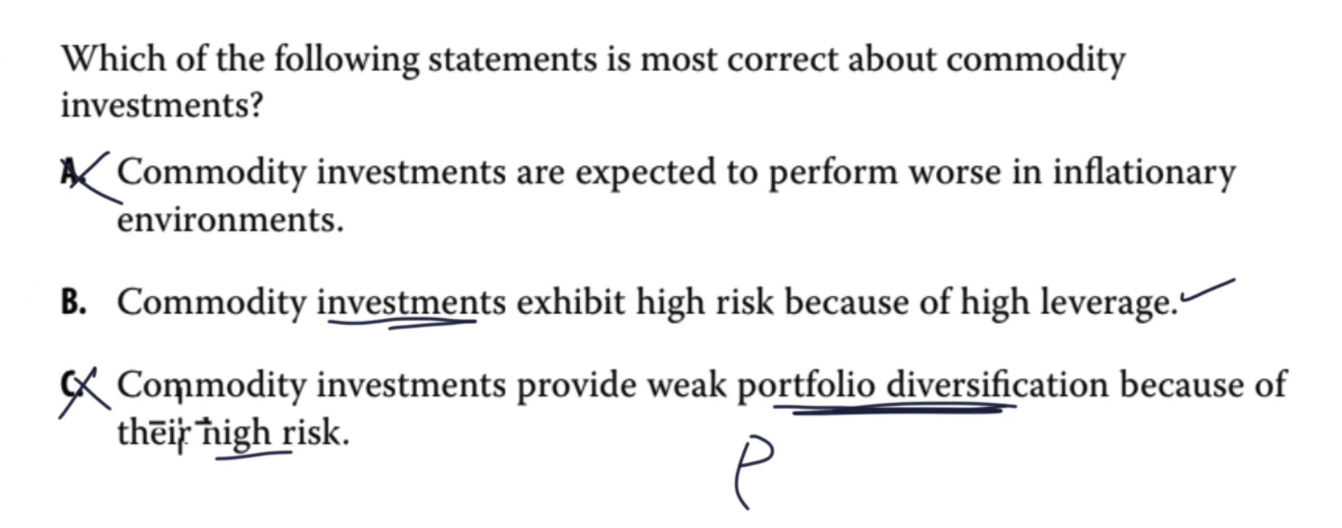 Which of the following statements is most correct about commodity
investments?
A. Commodity investments are expected to perform worse in inflationary
environments.
B. Commodity investments exhibit high risk because of high leverage.
C. Commodity investments provide weak portfolio diversification because of
their high risk.
ρ